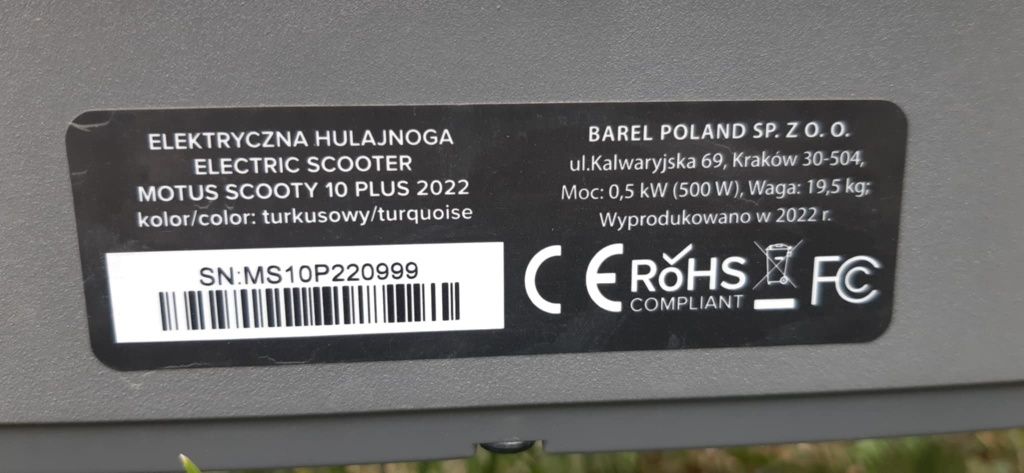 ELEKTRYCZNA HULAJNOGA
ELECTRIC SCOOTER
MOTUS SCOOTY 10 PLUS 2022
kolor/color: turkusowy/turquoise
SN:MS10P220999
BAREL POLAND SP. Z O. O.
ul.Kalwaryjska 69, Kraków 30-504,
Moc: 0,5 kW (500 W), Waga: 19,5 kg;
Wyprodukowano w 2022 r.
CE RoHS FC
COMPLIANT